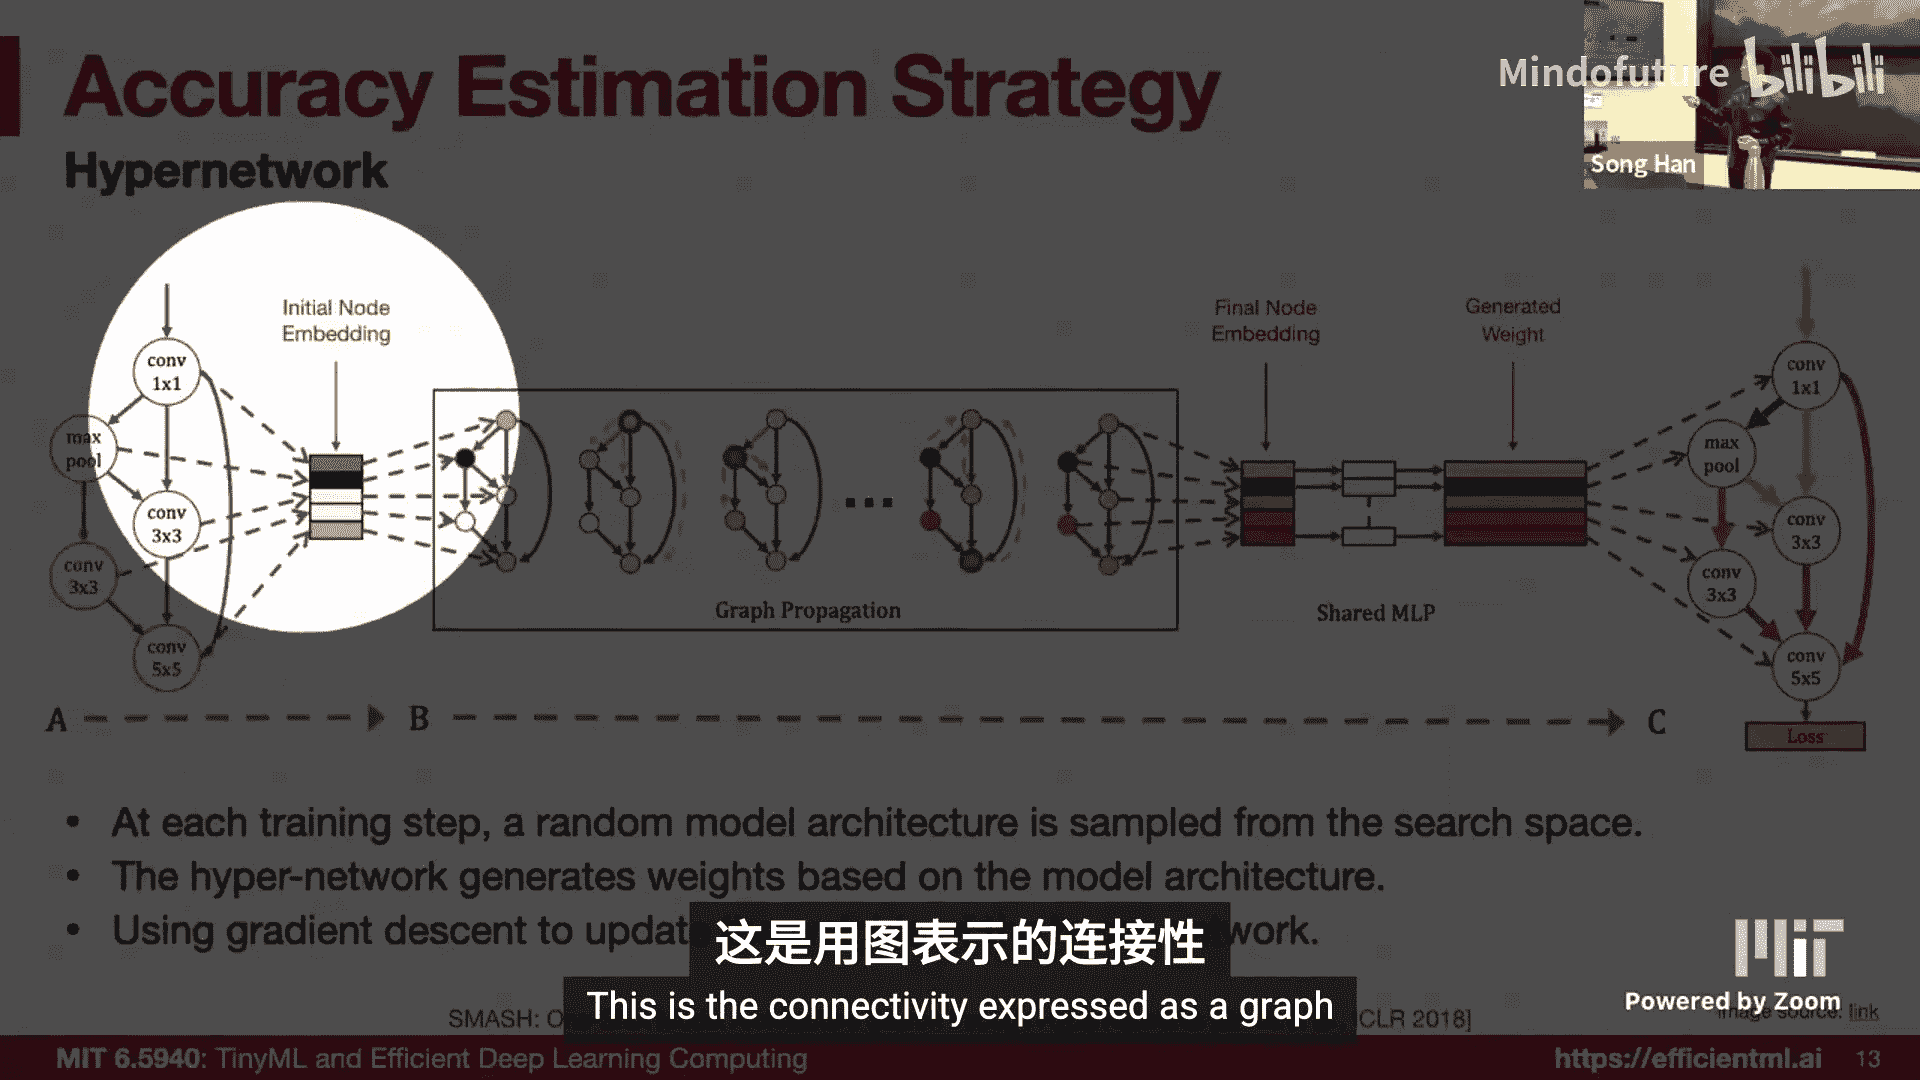 Accuracy Estimation Strategy
Hypernetwork
Mindofuture
bilibili
Song Han
Initial Node
Embedding
conv
1x1
max
pool
conv
3x3
conv
3x3
conv
5x5
Graph Propagation
Final Node
Embedding
Generated
Weight
Shared MLP
conv
1x1
max
pool
conv
3x3
conv
3x3
conv
5x5
Loss
A
B
C
• At each training step, a random model architecture is sampled from the search space.
• The hyper-network generates weights based on the model architecture.
• Using gradient descent to updat
work.
这是用图表示的连接性
This is the connectivity expressed as a graph
SMASH: O
CLR 2018]
MIT
Powered by Zoom
Image source: link
MIT 6.5940: TinyML and Efficient Deep Learning Computing
https://efficientml.ai
13